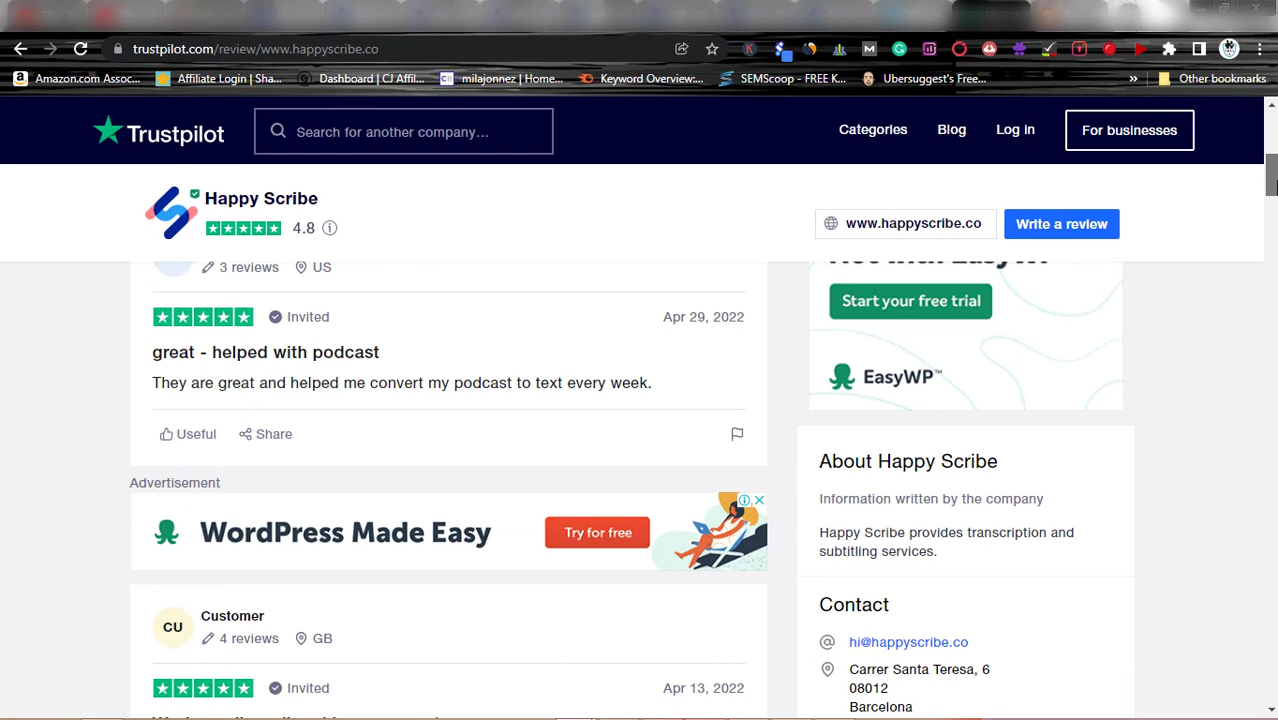 trustpilot.com/review/www.happyscribe.co
Amazon.com Assoc...
Affiliate Login | Sha...
Dashboard | CJ Affil...
milajonnez | Home...
Keyword Overview...
SEMScoop - FREE K...
Ubersuggest's Free...
»
Other bookmarks
Trustpilot
Search for another company...
Categories
Blog
Log in
For businesses
Happy Scribe
4.8
www.happyscribe.co
Write a review
3 reviews
US
Start your free trial
Invited
Apr 29, 2022
great - helped with podcast
They are great and helped me convert my podcast to text every week.
EasyWP™
Useful
Share
Advertisement
WordPress Made Easy
Try for free
About Happy Scribe
Information written by the company
Happy Scribe provides transcription and
subtitling services.
CU
Customer
4 reviews
GB
Invited
Apr 13, 2022
Contact
hi@happyscribe.co
Carrer Santa Teresa, 6
08012
Barcelona